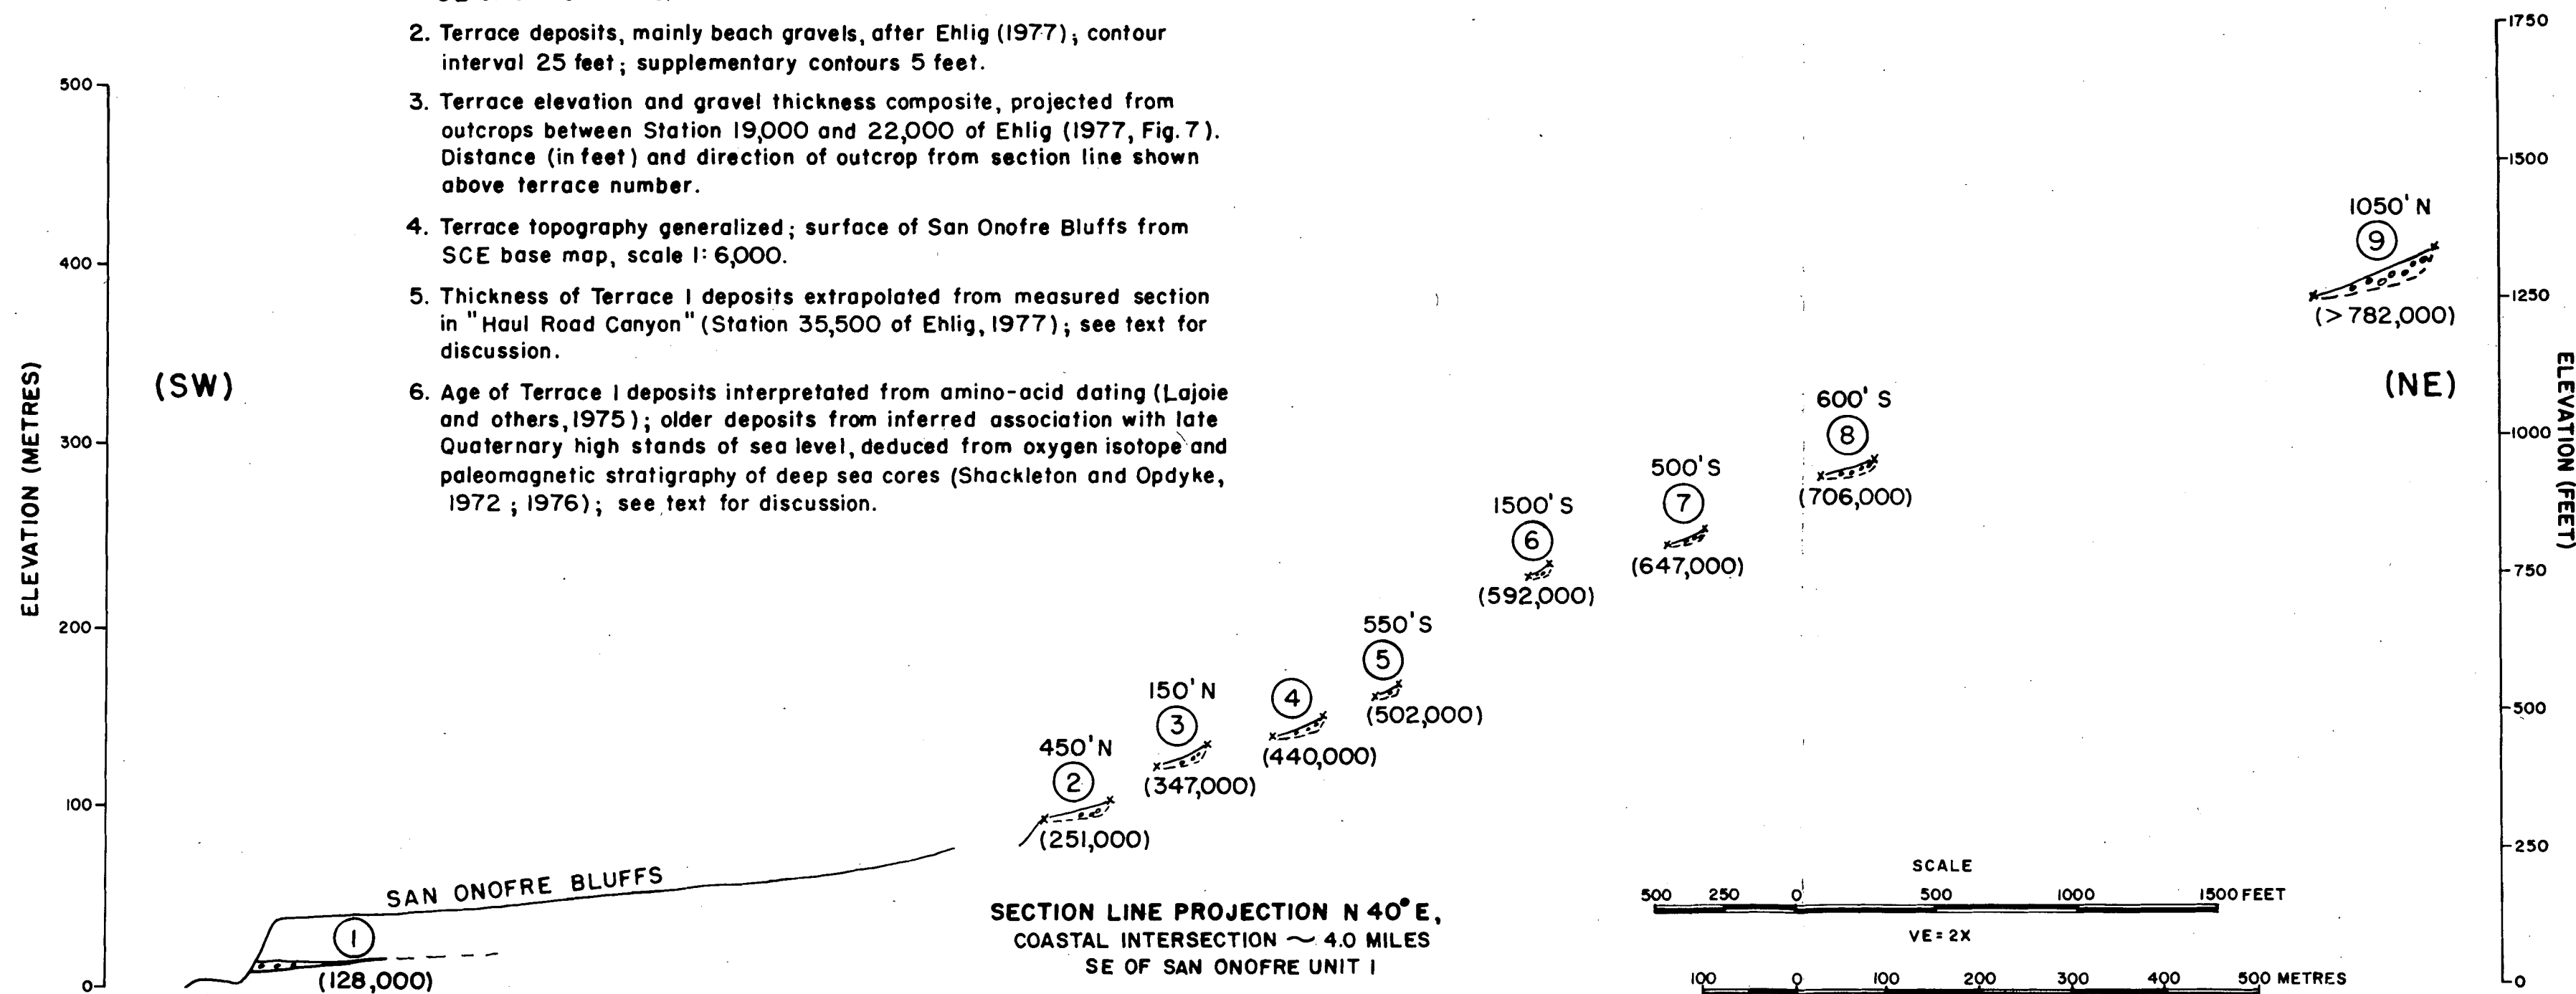 2. Terrace deposits, mainly beach gravels, after Ehlig (1977); contour
interval 25 feet; supplementary contours 5 feet.
3. Terrace elevation and gravel thickness composite, projected from
outcrops between Station 19,000 and 22,000 of Ehlig (1977, Fig. 7).
Distance (in feet) and direction of outcrop from section line shown
above terrace number.
4. Terrace topography generalized; surface of San Onofre Bluffs from
SCE base map, scale 1:6,000.
5. Thickness of Terrace 1 deposits extrapolated from measured section
in "Haul Road Canyon" (Station 35,500 of Ehlig, 1977); see text for
discussion.
6. Age of Terrace 1 deposits interpretated from amino-acid dating (Lajoie
and others, 1975); older deposits from inferred association with late
Quaternary high stands of sea level, deduced from oxygen isotope and
paleomagnetic stratigraphy of deep sea cores (Shackleton and Opdyke,
1972; 1976); see text for discussion.
ELEVATION (METRES)
500
400
300
200
100
0
(SW)
SAN ONOFRE BLUFFS
1
(128,000)
450' N
2
(251,000)
150' N
3
(347,000)
4
(440,000)
550' S
5
(502,000)
1500' S
6
(592,000)
500' S
7
(647,000)
600' S
8
(706,000)
1050' N
9
(>782,000)
(NE)
ELEVATION (FEET)
1750
1500
1250
1000
750
500
250
0
SECTION LINE PROJECTION N 40° E,
COASTAL INTERSECTION ~ 4.0 MILES
SE OF SAN ONOFRE UNIT 1
SCALE
500 250 0 500 1000 1500 FEET
VE = 2X
100 0 100 200 300 400 500 METRES